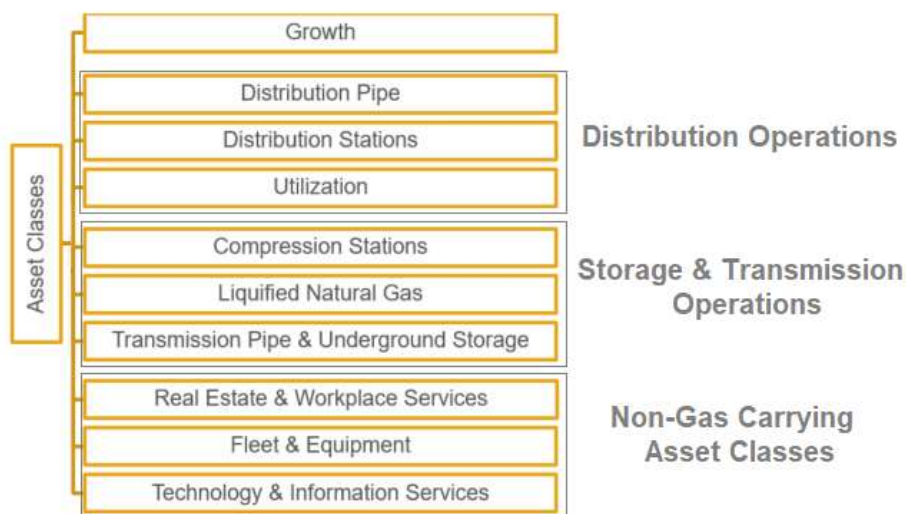 Asset Classes
Growth
Distribution Pipe
Distribution Stations
Utilization
Distribution Operations
Compression Stations
Liquified Natural Gas
Transmission Pipe & Underground Storage
Storage & Transmission
Operations
Real Estate & Workplace Services
Fleet & Equipment
Technology & Information Services
Non-Gas Carrying
Asset Classes